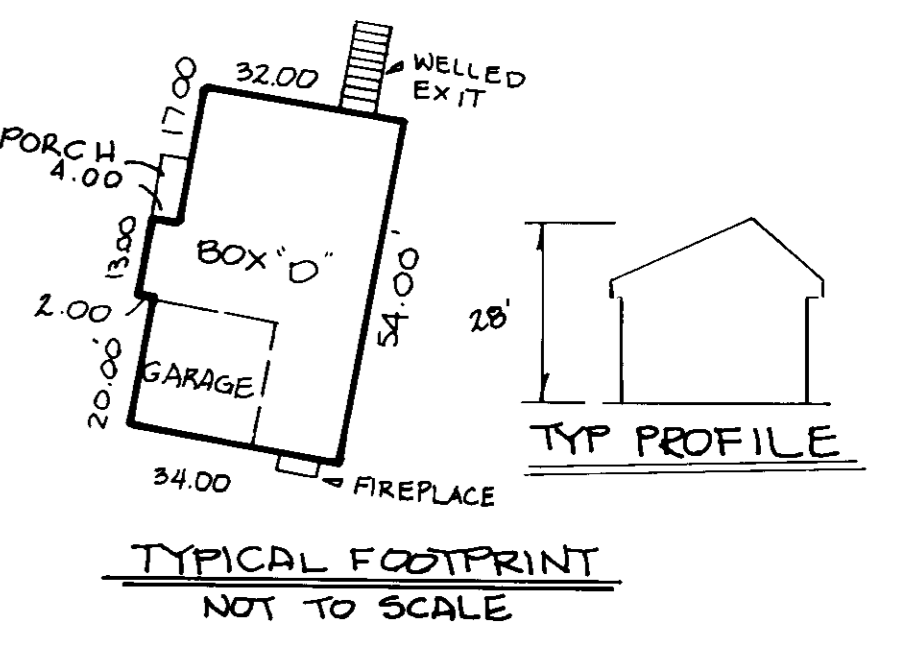 WELLED
EXIT
32.00
17.00
PORCH
4.00
13.00
BOX "D"
54.00'
2.00
20.00'
GARAGE
34.00
FIREPLACE
28'
TYP PROFILE
TYPICAL FOOTPRINT
NOT TO SCALE